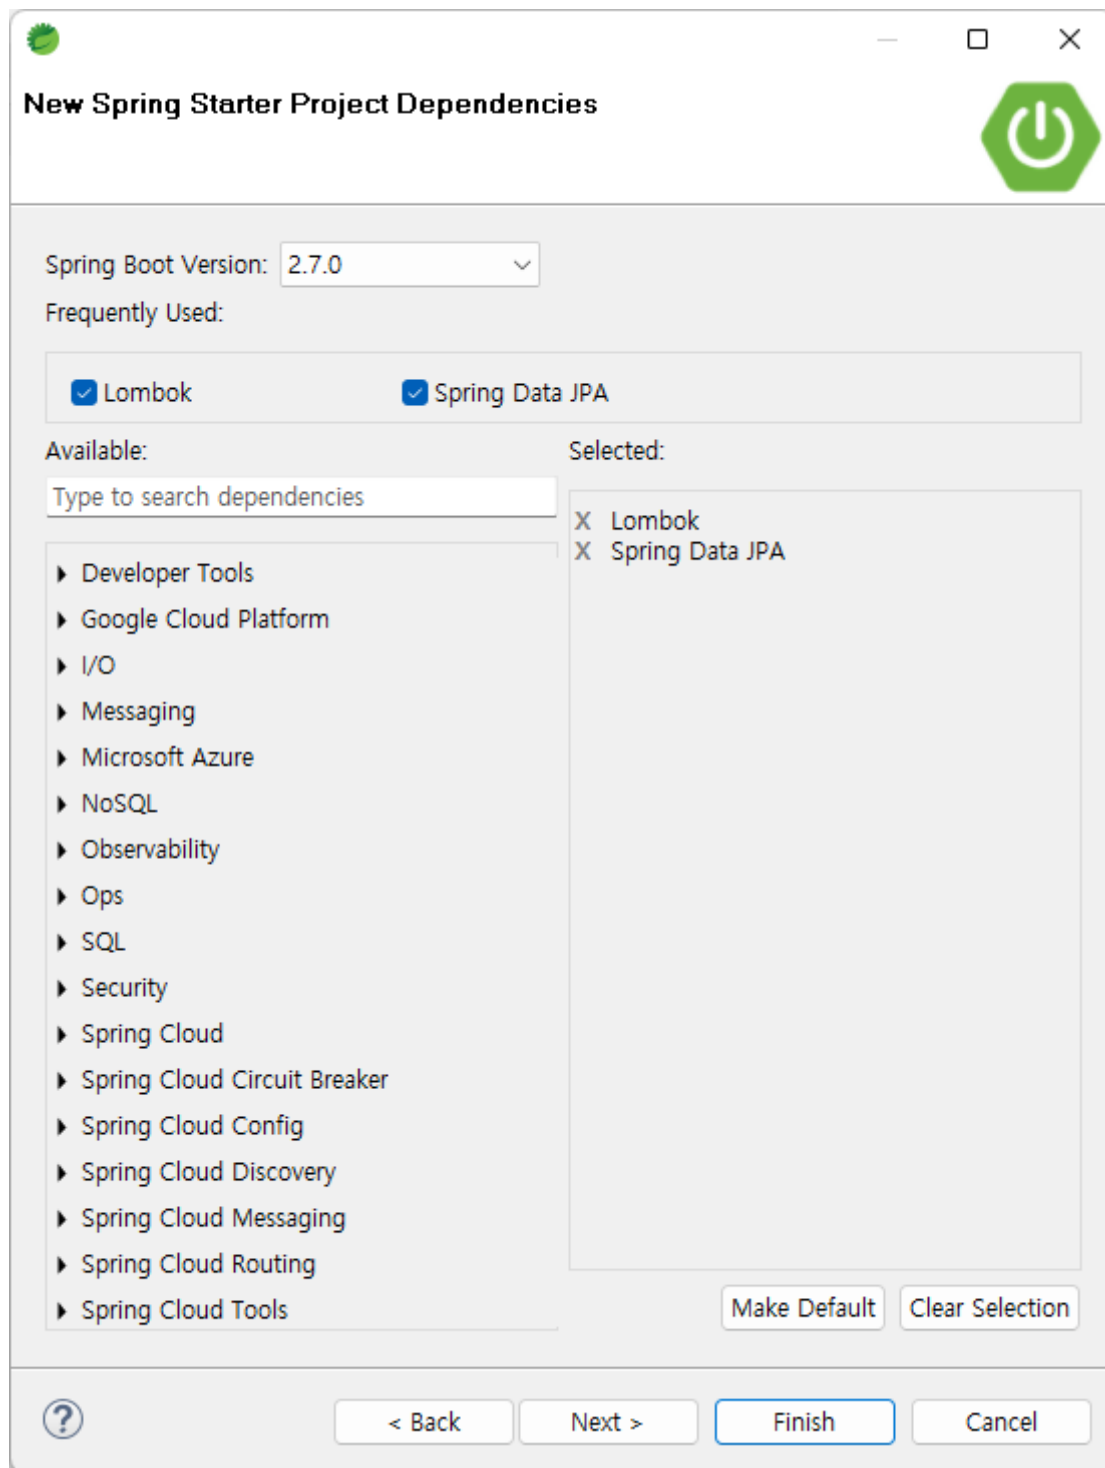 New Spring Starter Project Dependencies
Spring Boot Version: 2.7.0
Frequently Used:
Lombok Spring Data JPA
Available:
Type to search dependencies
Developer Tools
Google Cloud Platform
I/O
Messaging
Microsoft Azure
NoSQL
Observability
Ops
SQL
Security
Spring Cloud
Spring Cloud Circuit Breaker
Spring Cloud Config
Spring Cloud Discovery
Spring Cloud Messaging
Spring Cloud Routing
Spring Cloud Tools
Selected:
X Lombok
X Spring Data JPA
Make Default Clear Selection
? < Back Next > Finish Cancel